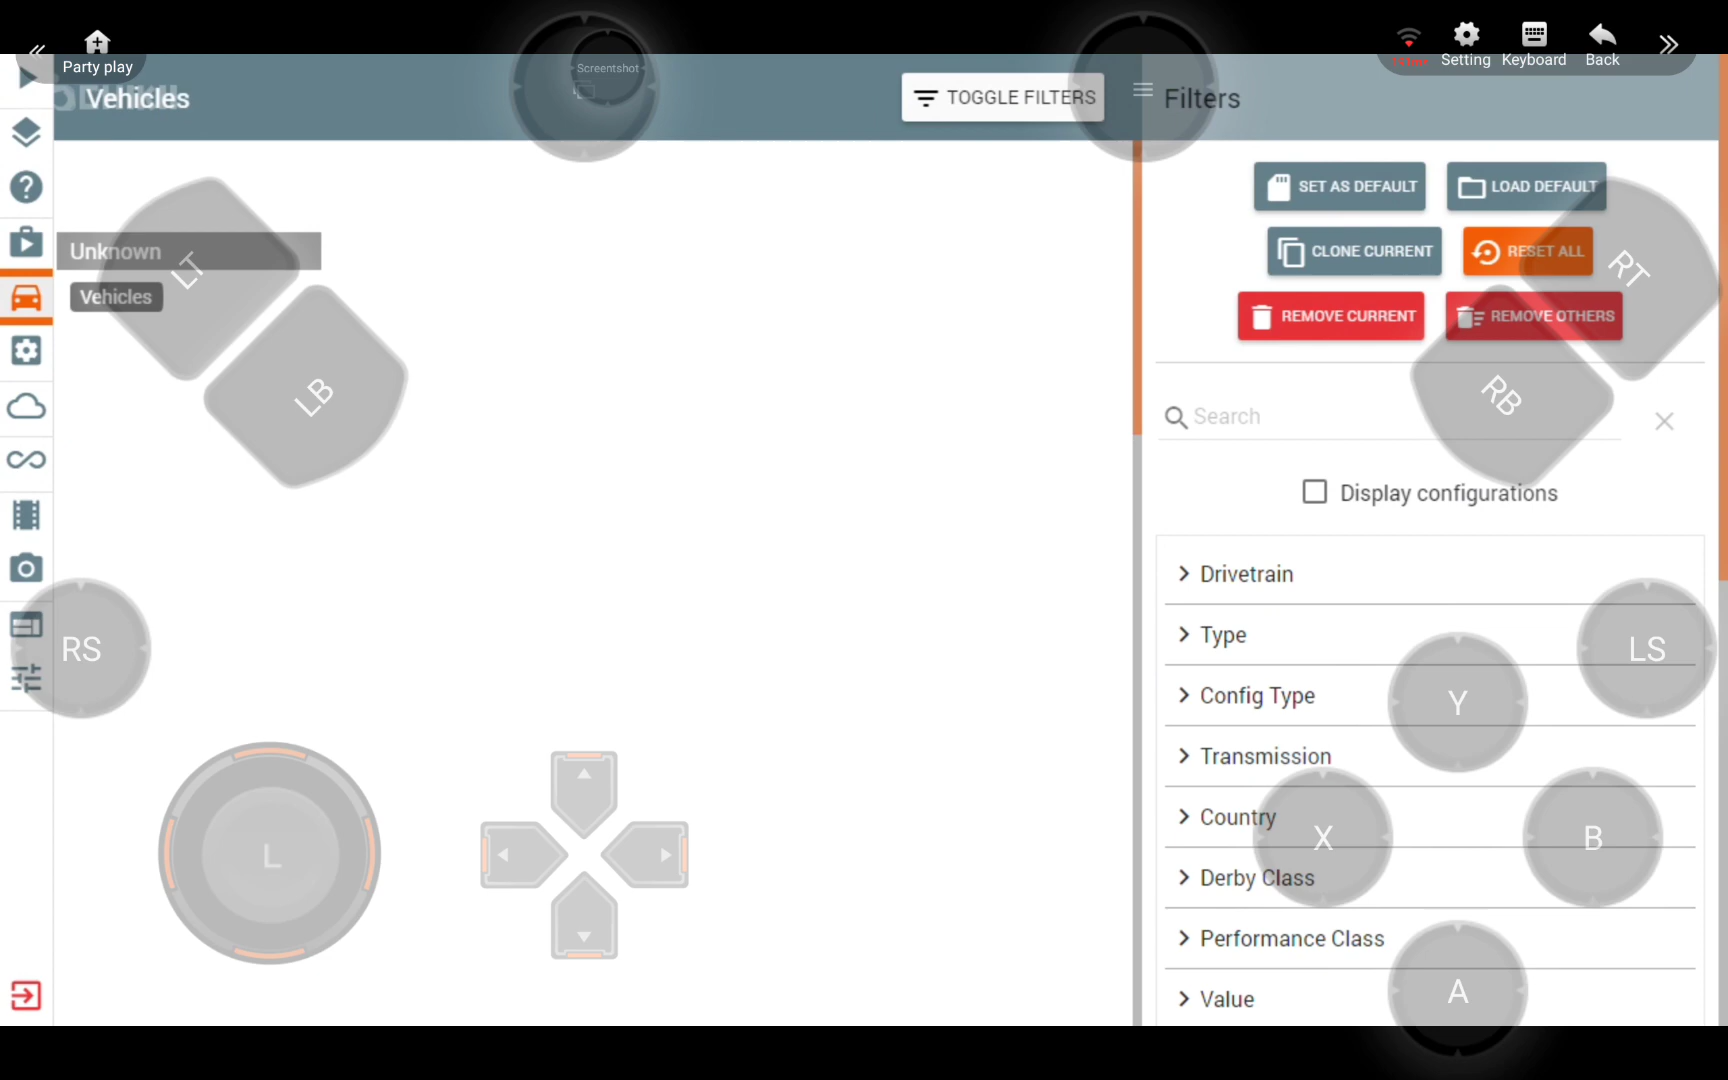 Party play
Screentshot
Setting
Keyboard
Back
Vehicles
TOGGLE FILTERS
Filters
SET AS DEFAULT
LOAD DEFAULT
Unknown
LT
CLONE CURRENT
RESET ALL
RT
Vehicles
REMOVE CURRENT
REMOVE OTHERS
LB
RB
Search
Display configurations
Drivetrain
Type
RS
LS
Config Type
Y
Transmission
Country
X
B
L
Derby Class
Performance Class
A
Value